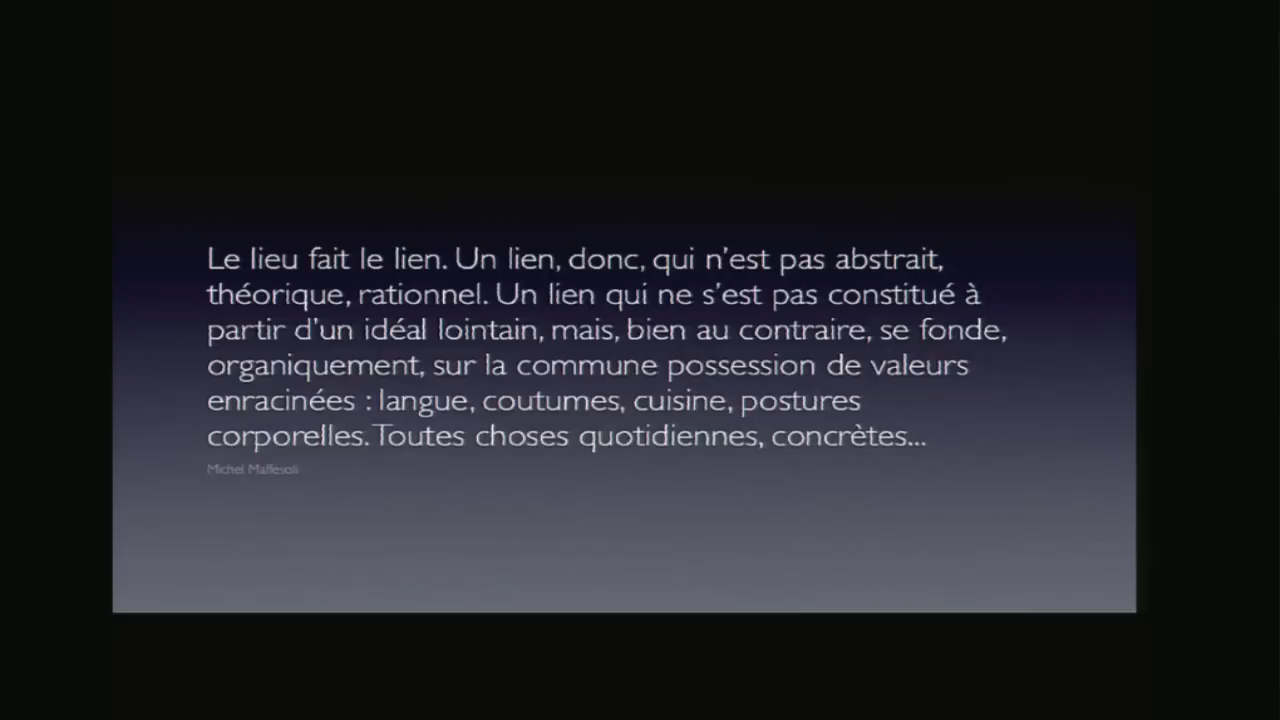 Le lieu fait le lien. Un lien, donc, qui n’est pas abstrait,
théorique, rationnel. Un lien qui ne s’est pas constitué à
partir d’un idéal lointain, mais, bien au contraire, se fonde,
organiquement, sur la commune possession de valeurs
enracinées : langue, coutumes, cuisine, postures
corporelles. Toutes choses quotidiennes, concrètes...
Michel Maffesoli